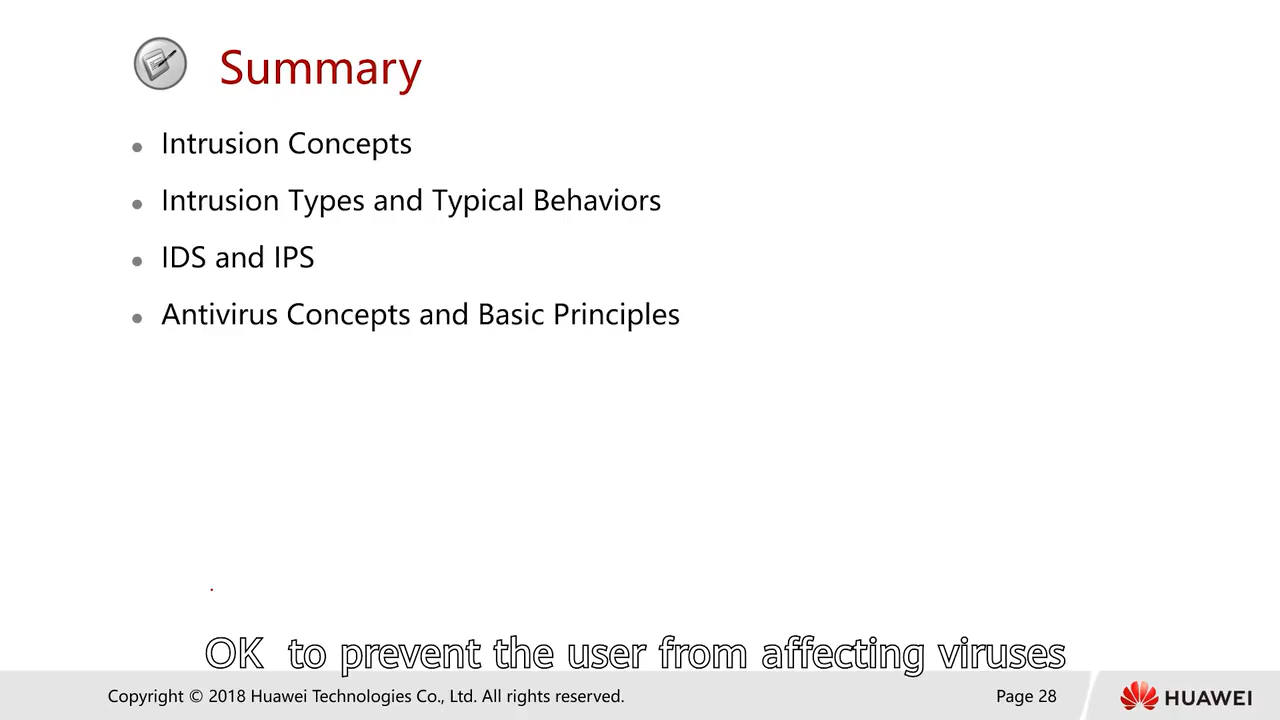 Summary
Intrusion Concepts
Intrusion Types and Typical Behaviors
IDS and IPS
Antivirus Concepts and Basic Principles
OK to prevent the user from affecting viruses
Copyright © 2018 Huawei Technologies Co., Ltd. All rights reserved.
Page 28
HUAWEI